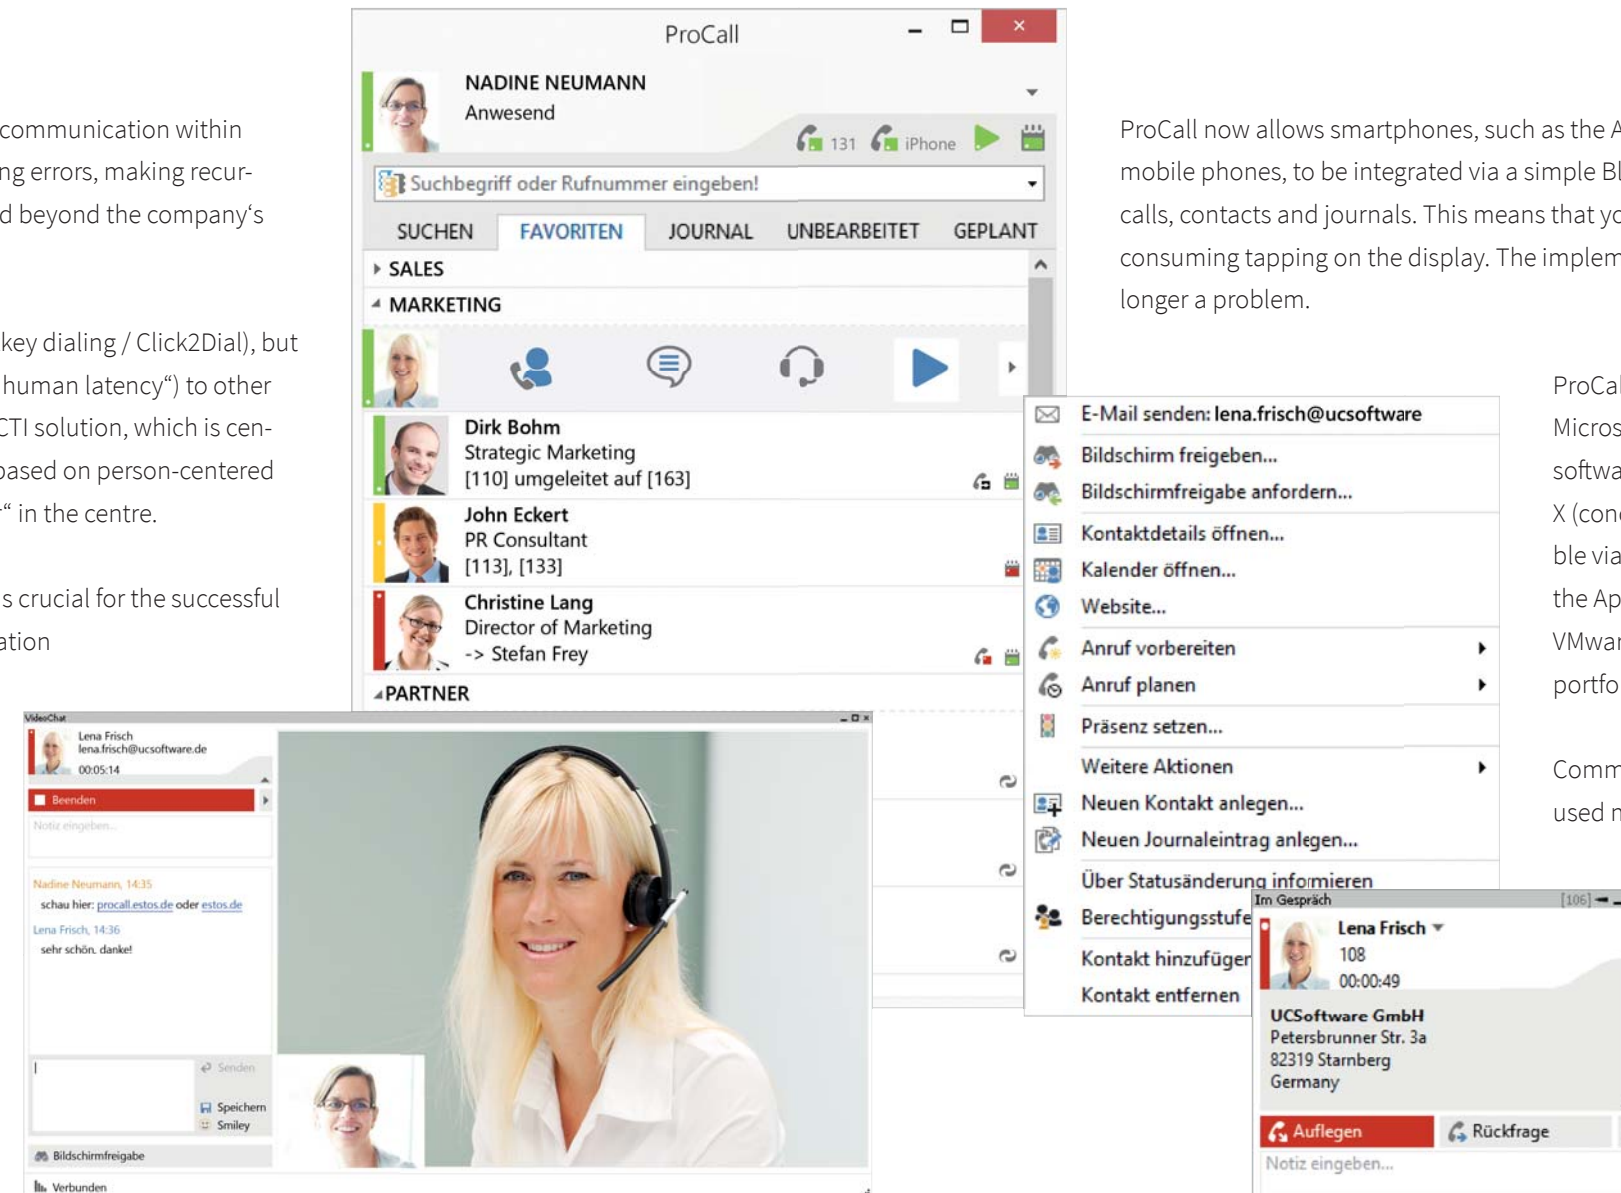 communication within
ng errors, making recur-
d beyond the company‘s
key dialing / Click2Dial), but
human latency“) to other
CTI solution, which is cen-
based on person-centered
“ in the centre.
s crucial for the successful
ation
ProCall
NADINE NEUMANN
Anwesend
131 iPhone
Suchbegriff oder Rufnummer eingeben!
SUCHEN FAVORITEN JOURNAL UNBEARBEITET GEPLANT
SALES
MARKETING
Dirk Bohm
Strategic Marketing
[110] umgeleitet auf [163]
John Eckert
PR Consultant
[113], [133]
Christine Lang
Director of Marketing
-> Stefan Frey
PARTNER
E-Mail senden: lena.frisch@ucsoftware
Bildschirm freigeben...
Bildschirmfreigabe anfordern...
Kontaktdetails öffnen...
Kalender öffnen...
Website...
Anruf vorbereiten
Anruf planen
Präsenz setzen...
Weitere Aktionen
Neuen Kontakt anlegen...
Neuen Journaleintrag anlegen...
Über Statusänderung informieren
Berechtigungsstufe
Kontakt hinzufügen
Kontakt entfernen
VideoChat
Lena Frisch
lena.frisch@ucsoftware.de
00:05:14
Beenden
Notiz eingeben...
Nadine Neumann, 14:35
schau hier: procall.estos.de oder estos.de
Lena Frisch, 14:36
sehr schön, danke!
Senden
Speichern
Smiley
Bildschirmfreigabe
Verbunden
Im Gespräch [106]
Lena Frisch
108
00:00:49
UCSoftware GmbH
Petersbrunner Str. 3a
82319 Starnberg
Germany
Auflegen Rückfrage
Notiz eingeben...
ProCall now allows smartphones, such as the A
mobile phones, to be integrated via a simple Bl
calls, contacts and journals. This means that yo
consuming tapping on the display. The implem
longer a problem.
ProCal
Micros
softwa
X (con
ble via
the Ap
VMwar
portfo
Comm
used m